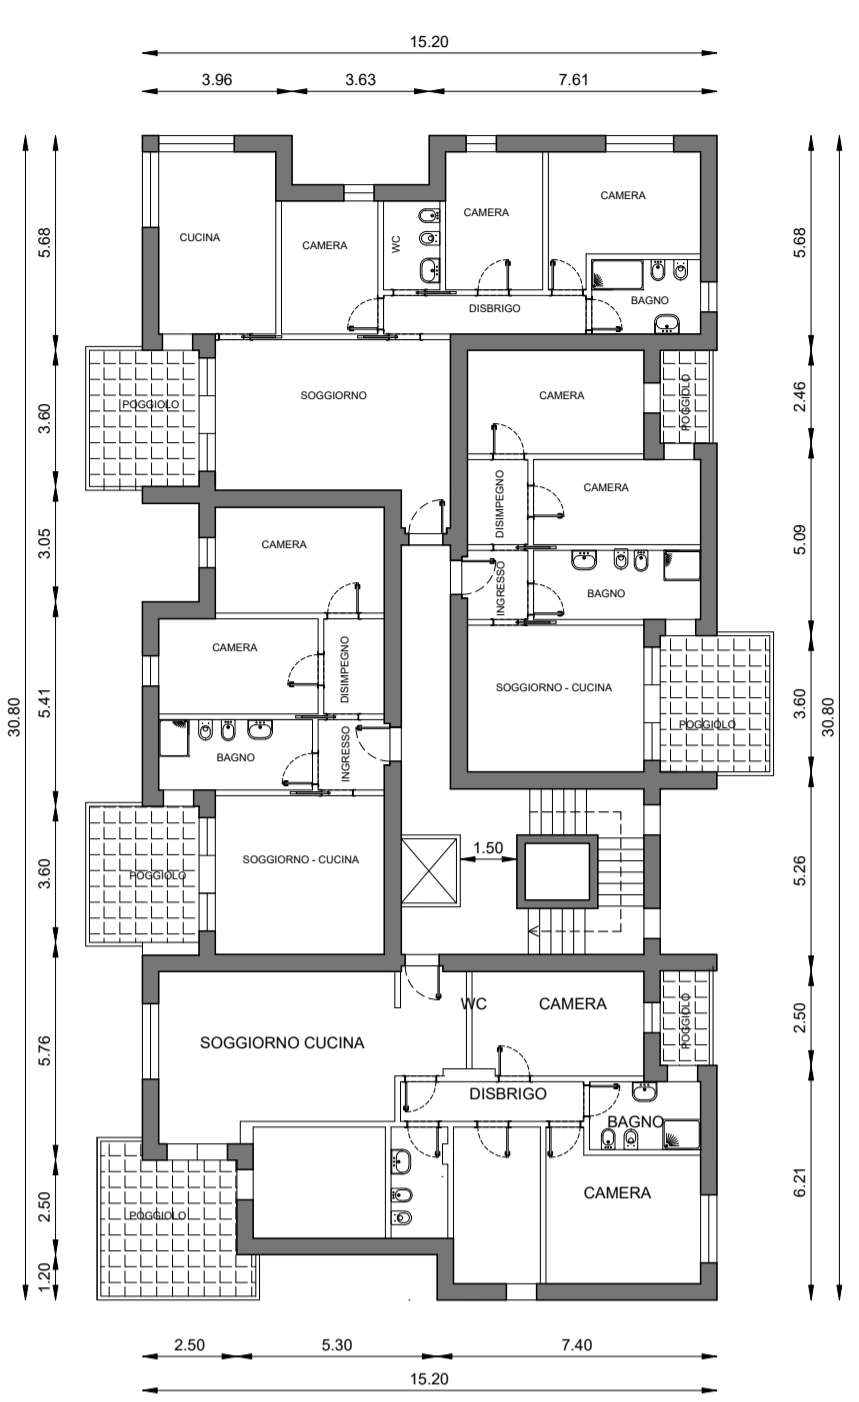 15.20
3.96
3.63
7.61
CAMERA
CAMERA
CUCINA
CAMERA
WC
BAGNO
DISBRIGO
5.68
5.68
SOGGIORNO
CAMERA
POGGIOLO
POGGIOLO
3.60
2.46
CAMERA
DISIMPEGNO
CAMERA
3.05
5.09
INGRESSO
BAGNO
CAMERA
DISIMPEGNO
SOGGIORNO - CUCINA
5.41
3.60
30.80
30.80
POGGIOLO
BAGNO
INGRESSO
1.50
SOGGIORNO - CUCINA
POGGIOLO
3.60
5.26
WC
CAMERA
POGGIOLO
2.50
SOGGIORNO CUCINA
5.76
DISBRIGO
BAGNO
CAMERA
6.21
POGGIOLO
2.50
1.20
2.50
5.30
7.40
15.20